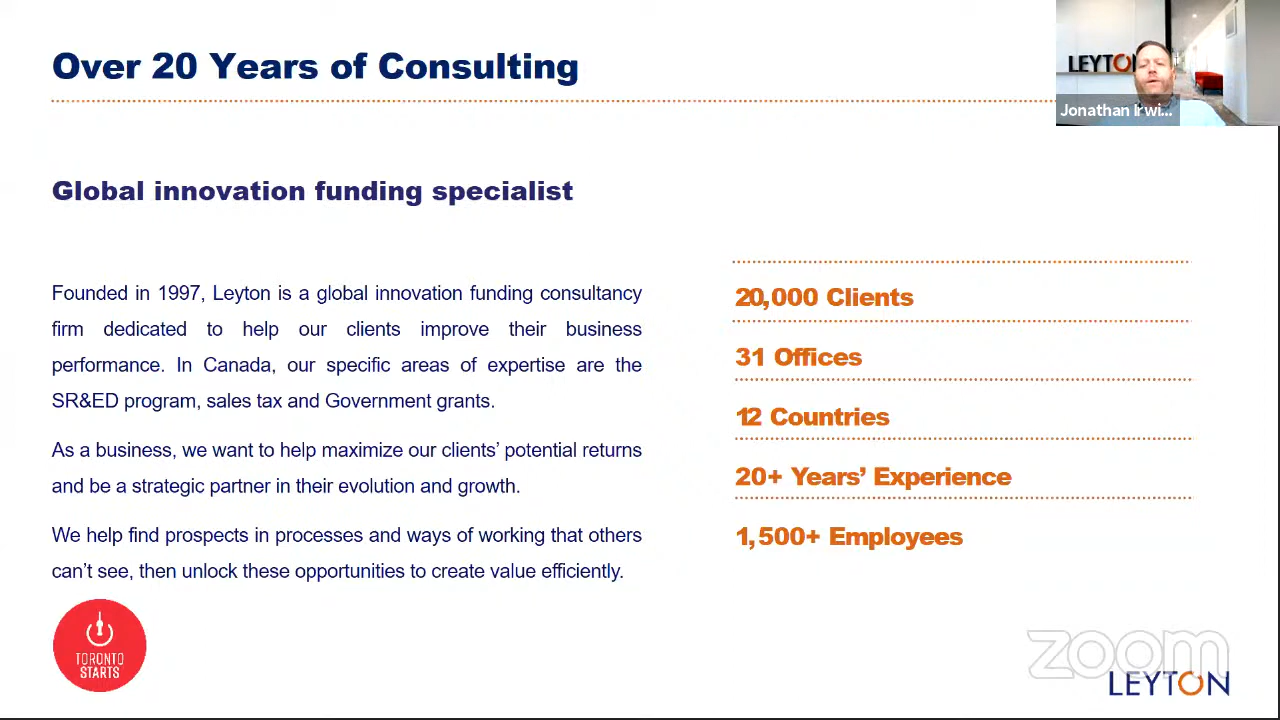 Over 20 Years of Consulting
LEYTON
Jonathan Irwi...
Global innovation funding specialist
Founded in 1997, Leyton is a global innovation funding consultancy
firm dedicated to help our clients improve their business
performance. In Canada, our specific areas of expertise are the
SR&ED program, sales tax and Government grants.
As a business, we want to help maximize our clients’ potential returns
and be a strategic partner in their evolution and growth.
We help find prospects in processes and ways of working that others
can’t see, then unlock these opportunities to create value efficiently.
20,000 Clients
31 Offices
12 Countries
20+ Years’ Experience
1,500+ Employees
TORONTO
STARTS
zoom
LEYTON